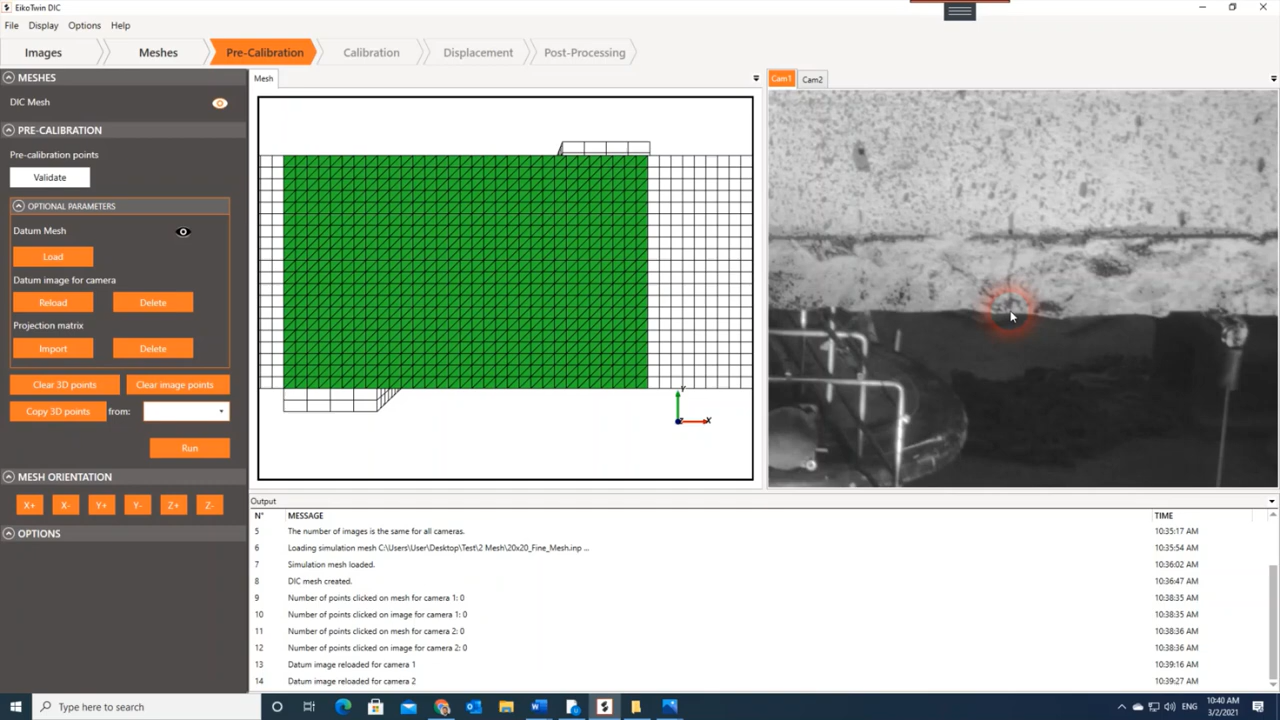 EikoTwin DIC
File Display Options Help
Images Meshes Pre-Calibration Calibration Displacement Post-Processing
MESHES
DIC Mesh
PRE-CALIBRATION
Pre-calibration points
Validate
OPTIONAL PARAMETERS
Datum Mesh
Load
Datum image for camera
Reload Delete
Projection matrix
Import Delete
Clear 3D points Clear image points
Copy 3D points from:
Run
MESH ORIENTATION
X+ X- Y+ Y- Z+ Z-
OPTIONS
Mesh
Y
X
Cam1 Cam2
Output
N° MESSAGE TIME
5 The number of images is the same for all cameras. 10:35:17 AM
6 Loading simulation mesh C:\Users\User\Desktop\Test\2 Mesh\20x20_Fine_Mesh.inp ... 10:35:54 AM
7 Simulation mesh loaded. 10:36:02 AM
8 DIC mesh created. 10:36:47 AM
9 Number of points clicked on mesh for camera 1: 0 10:38:35 AM
10 Number of points clicked on image for camera 1: 0 10:38:35 AM
11 Number of points clicked on mesh for camera 2: 0 10:38:36 AM
12 Number of points clicked on image for camera 2: 0 10:38:36 AM
13 Datum image reloaded for camera 1 10:39:16 AM
14 Datum image reloaded for camera 2 10:39:27 AM
Type here to search
ENG
10:40 AM
3/2/2021